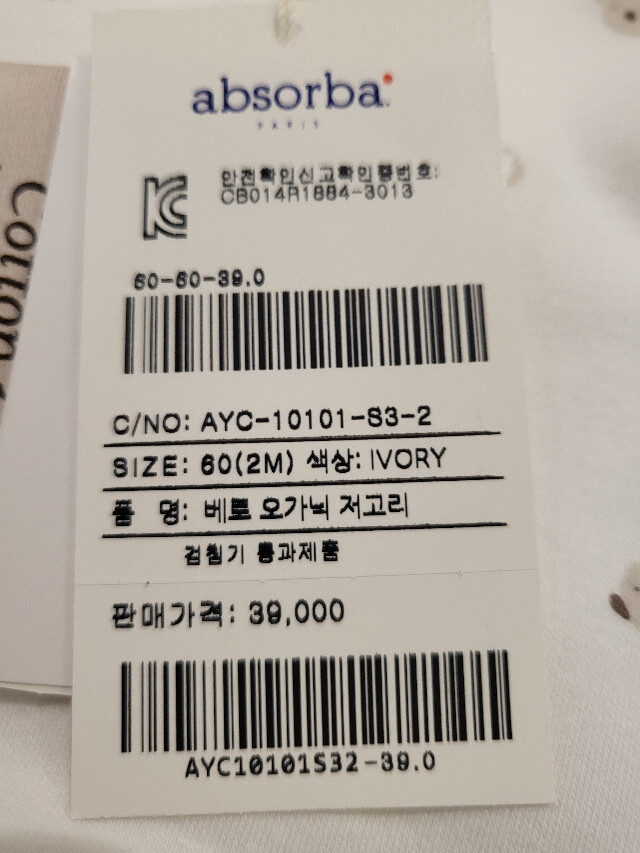 absorba
PARIS
안전확인신고확인증번호:
CB014R1884-3013
60-60-39.0
C/NO: AYC-10101-S3-2
SIZE: 60(2M) 색상: IVORY
품 명: 베로 오가닉 저고리
검침기 통과제품
판매가격: 39,000
AYC10101S32-39.0
Cotton